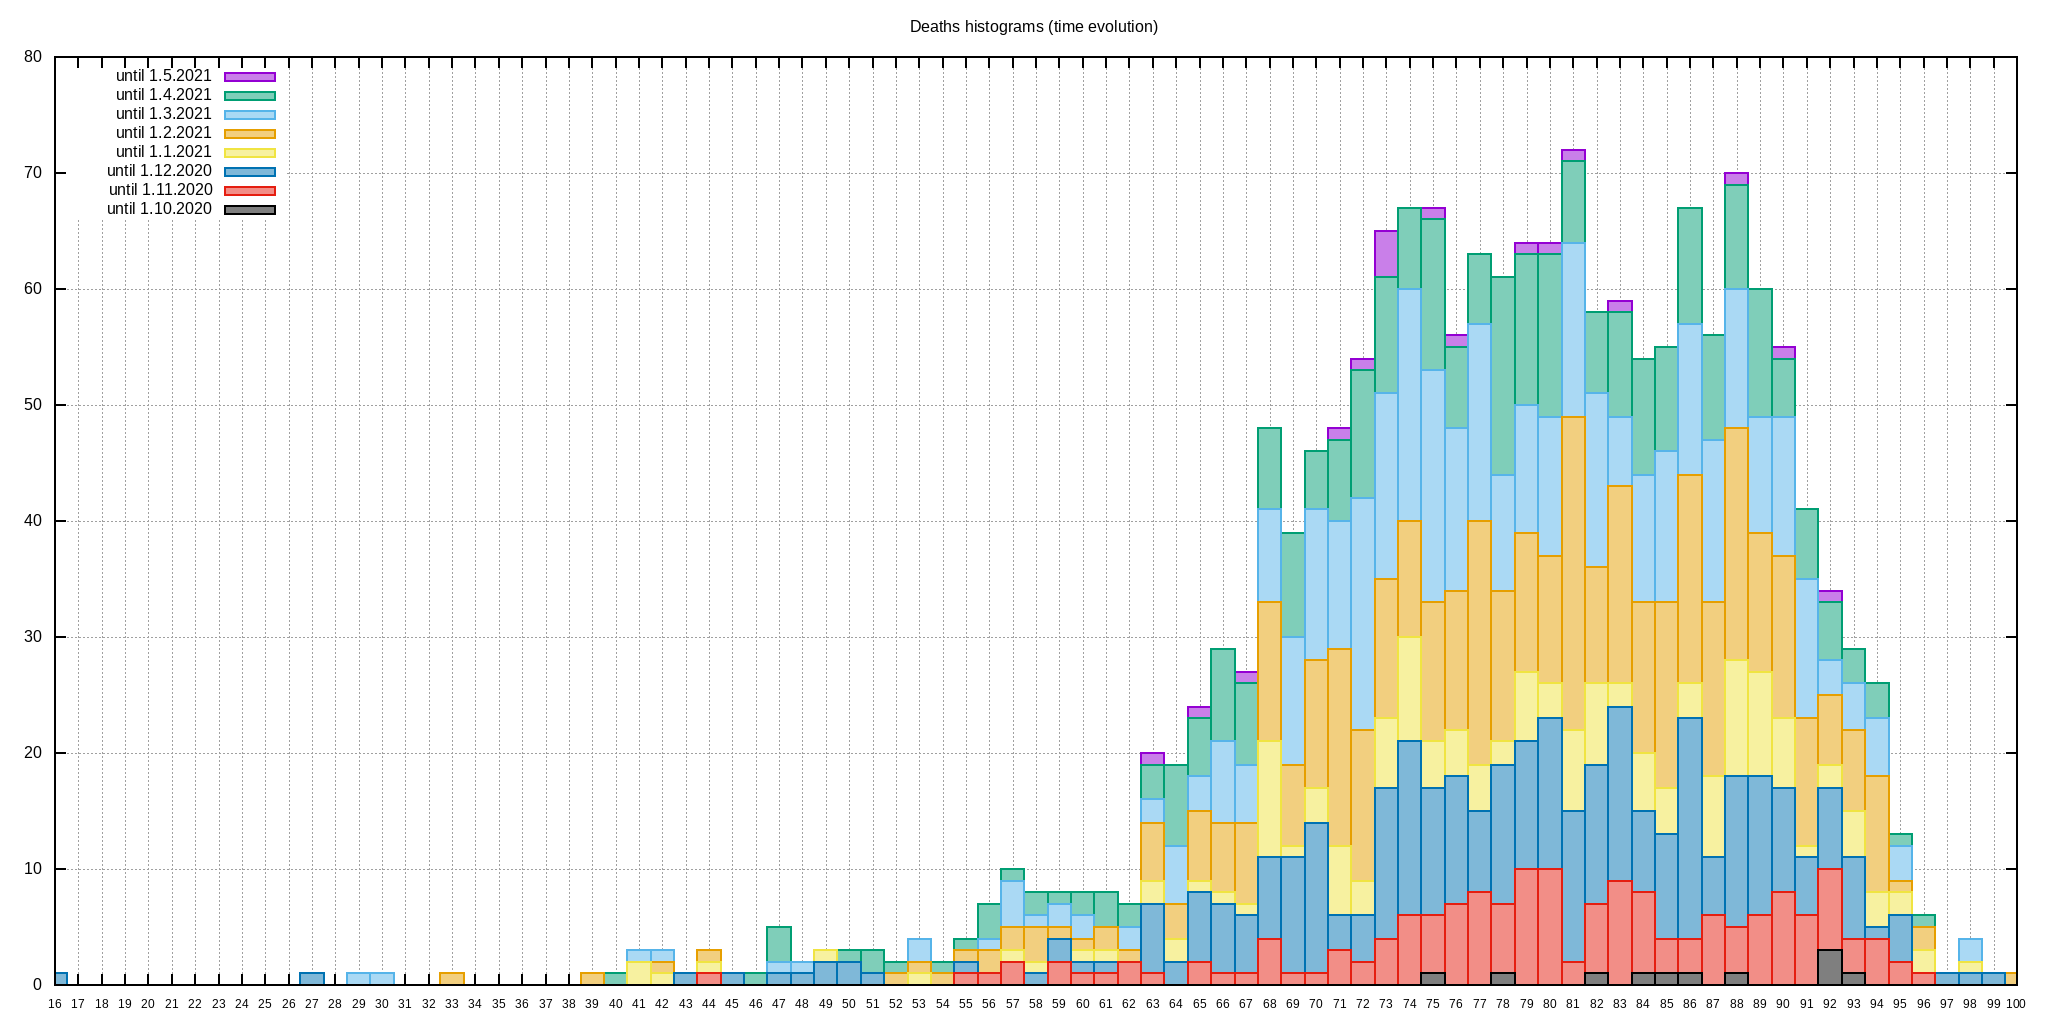 Deaths histograms (time evolution)
80
70
60
50
40
30
20
10
0
until 1.5.2021
until 1.4.2021
until 1.3.2021
until 1.2.2021
until 1.1.2021
until 1.12.2020
until 1.11.2020
until 1.10.2020
16 17 18 19 20 21 22 23 24 25 26 27 28 29 30 31 32 33 34 35 36 37 38 39 40 41 42 43 44 45 46 47 48 49 50 51 52 53 54 55 56 57 58 59 60 61 62 63 64 65 66 67 68 69 70 71 72 73 74 75 76 77 78 79 80 81 82 83 84 85 86 87 88 89 90 91 92 93 94 95 96 97 98 99 100